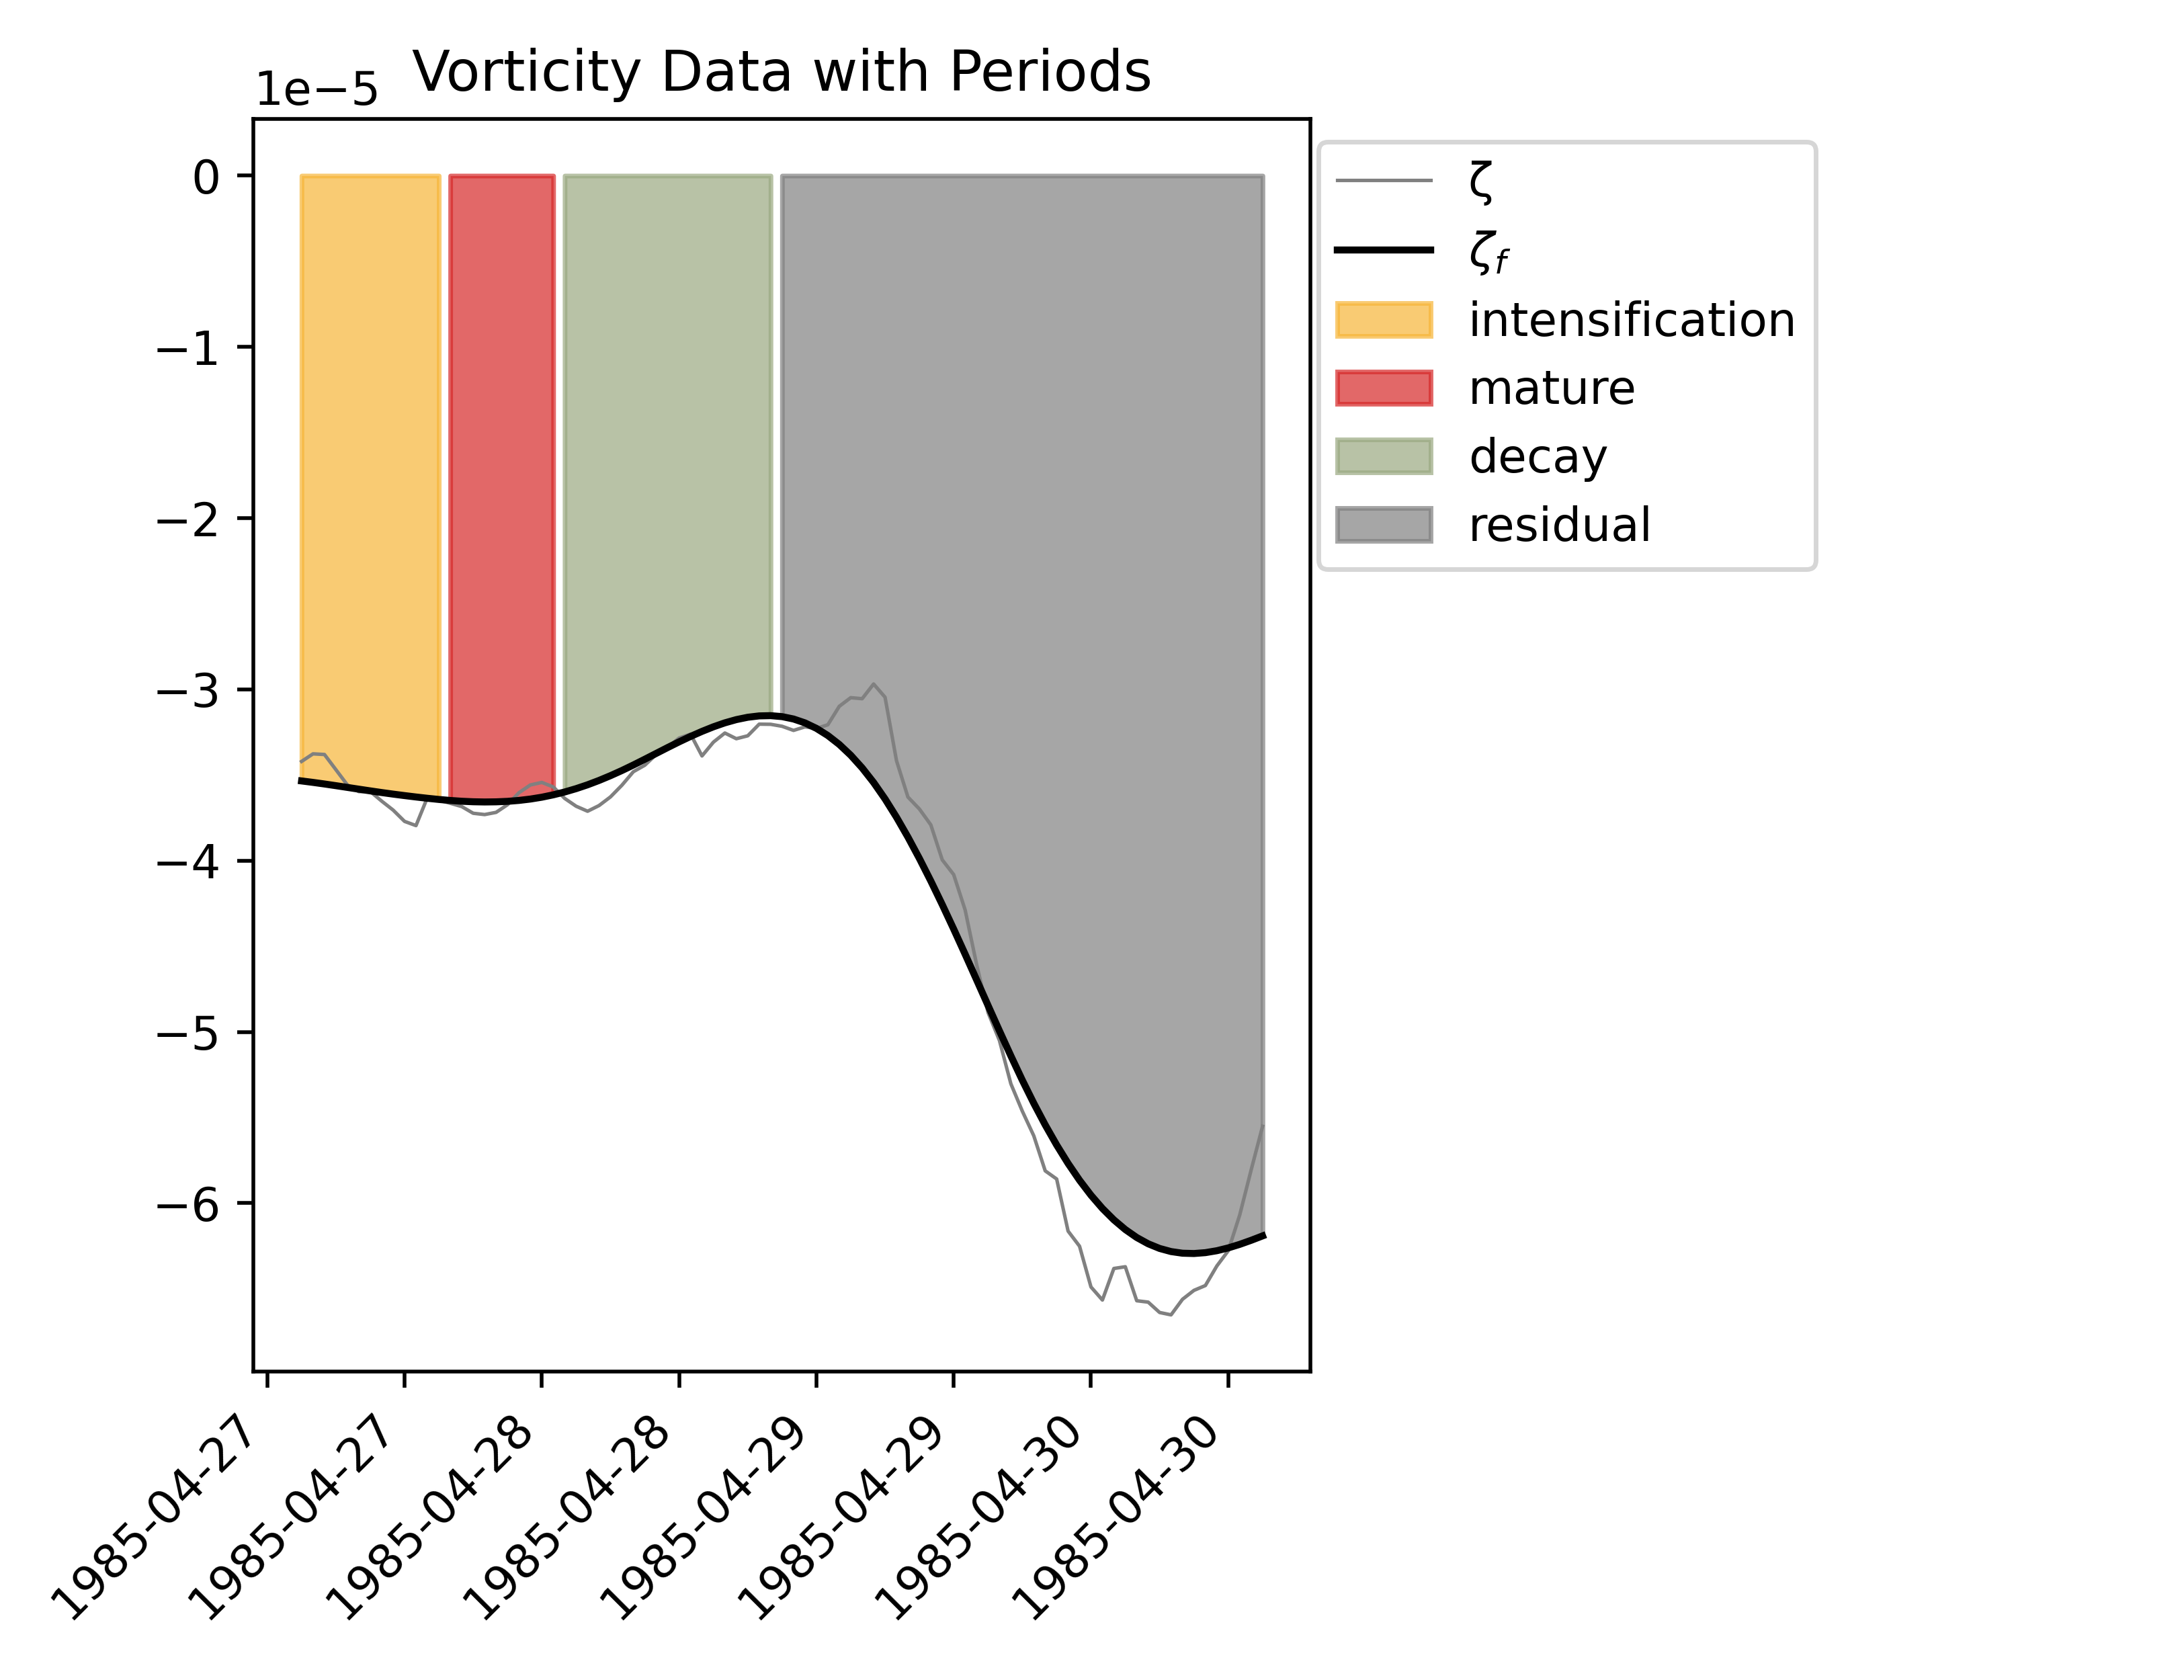 Vorticity Data with Periods
1e−5
0
−1
−2
−3
−4
−5
−6
1985-04-27
1985-04-27
1985-04-28
1985-04-28
1985-04-29
1985-04-29
1985-04-30
1985-04-30
ζ
ζf
intensification
mature
decay
residual